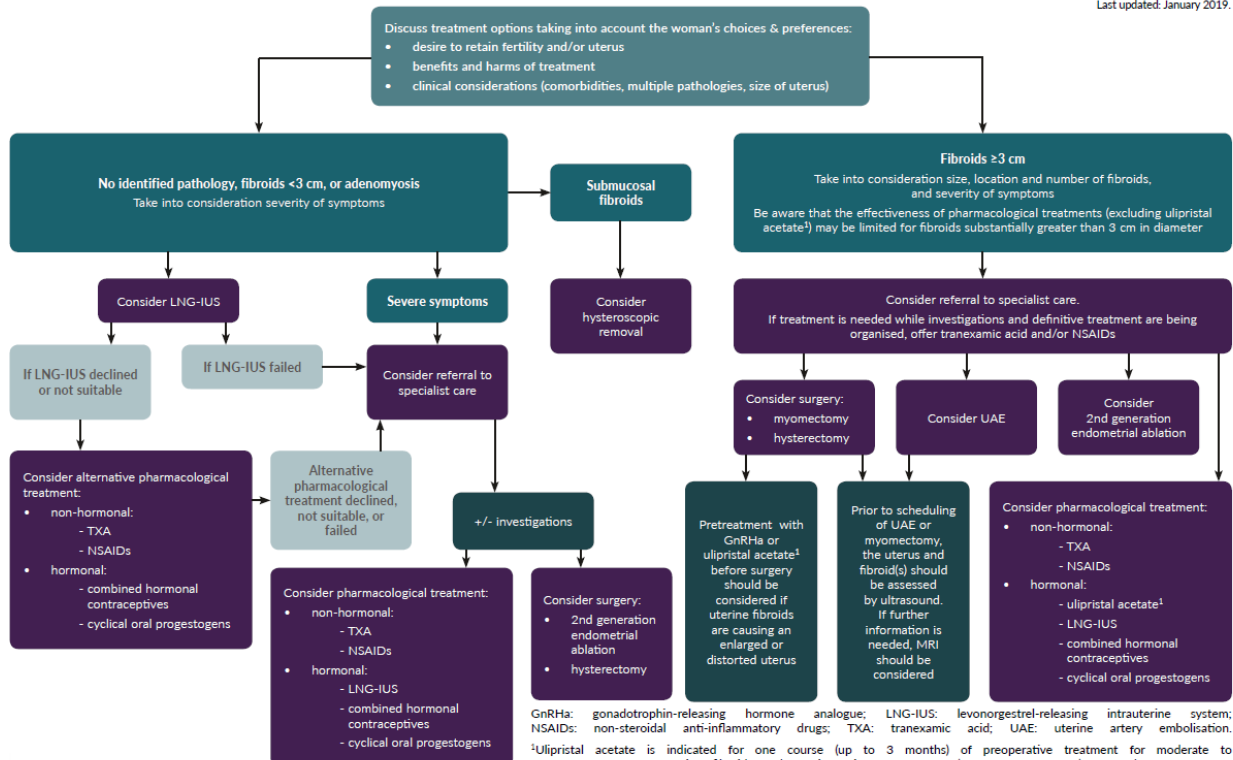 Last updated: January 2019.
Discuss treatment options taking into account the woman's choices & preferences:
• desire to retain fertility and/or uterus
• benefits and harms of treatment
• clinical considerations (comorbidities, multiple pathologies, size of uterus)
No identified pathology, fibroids <3 cm, or adenomyosis
Take into consideration severity of symptoms
Submucosal
fibroids
Fibroids ≥3 cm
Take into consideration size, location and number of fibroids,
and severity of symptoms
Be aware that the effectiveness of pharmacological treatments (excluding ulipristal
acetate¹) may be limited for fibroids substantially greater than 3 cm in diameter
Consider LNG-IUS
Severe symptoms
Consider
hysteroscopic
removal
Consider referral to specialist care.
If treatment is needed while investigations and definitive treatment are being
organised, offer tranexamic acid and/or NSAIDs
If LNG-IUS declined
or not suitable
If LNG-IUS failed
Consider referral to
specialist care
Consider surgery:
• myomectomy
• hysterectomy
Consider UAE
Consider
2nd generation
endometrial ablation
Consider alternative pharmacological
treatment:
• non-hormonal:
- TXA
- NSAIDs
• hormonal:
- combined hormonal
contraceptives
- cyclical oral progestogens
Alternative
pharmacological
treatment declined,
not suitable, or
failed
+/- investigations
Consider pharmacological treatment:
• non-hormonal:
- TXA
- NSAIDs
• hormonal:
- LNG-IUS
- combined hormonal
contraceptives
- cyclical oral progestogens
Consider surgery:
• 2nd generation
endometrial
ablation
• hysterectomy
Pretreatment with
GnRHa or
ulipristal acetate¹
before surgery
should be
considered if
uterine fibroids
are causing an
enlarged or
distorted uterus
Prior to scheduling
of UAE or
myomectomy,
the uterus and
fibroid(s) should
be assessed
by ultrasound.
If further
information is
needed, MRI
should be
considered
Consider pharmacological treatment:
• non-hormonal:
- TXA
- NSAIDs
• hormonal:
- ulipristal acetate¹
- LNG-IUS
- combined hormonal
contraceptives
- cyclical oral progestogens
GnRHa: gonadotrophin-releasing hormone analogue; LNG-IUS: levonorgestrel-releasing intrauterine system;
NSAIDs: non-steroidal anti-inflammatory drugs; TXA: tranexamic acid; UAE: uterine artery embolisation.
¹Ulipristal acetate is indicated for one course (up to 3 months) of preoperative treatment for moderate to